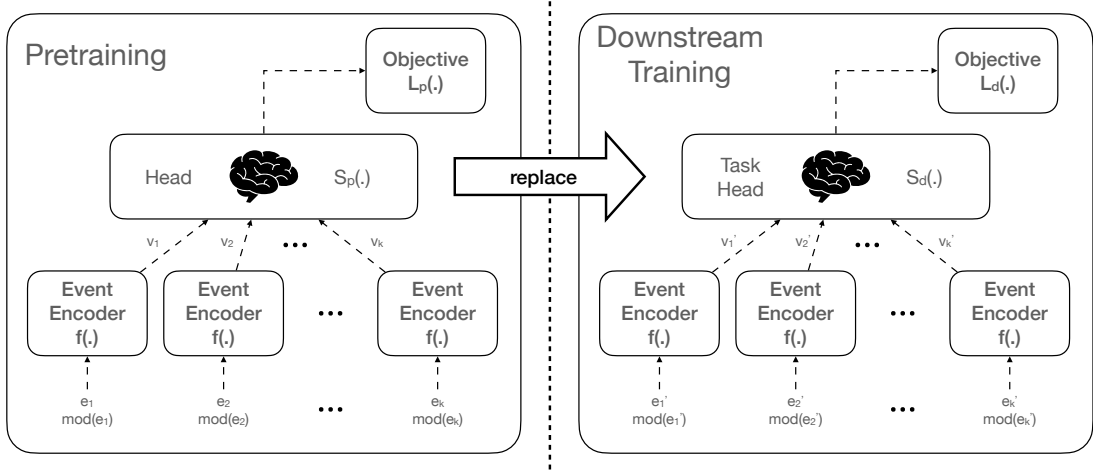 Pretraining
Objective
Lp(.)
Head
Sp(.)
v1
v2
•••
vk
Event
Encoder
f(.)
Event
Encoder
f(.)
•••
Event
Encoder
f(.)
e1
mod(e1)
e2
mod(e2)
•••
ek
mod(ek)
replace
Downstream
Training
Objective
Ld(.)
Task
Head
Sd(.)
v1’
v2’
•••
vk’
Event
Encoder
f(.)
Event
Encoder
f(.)
•••
Event
Encoder
f(.)
e1’
mod(e1’)
e2’
mod(e2’)
•••
ek’
mod(ek’)